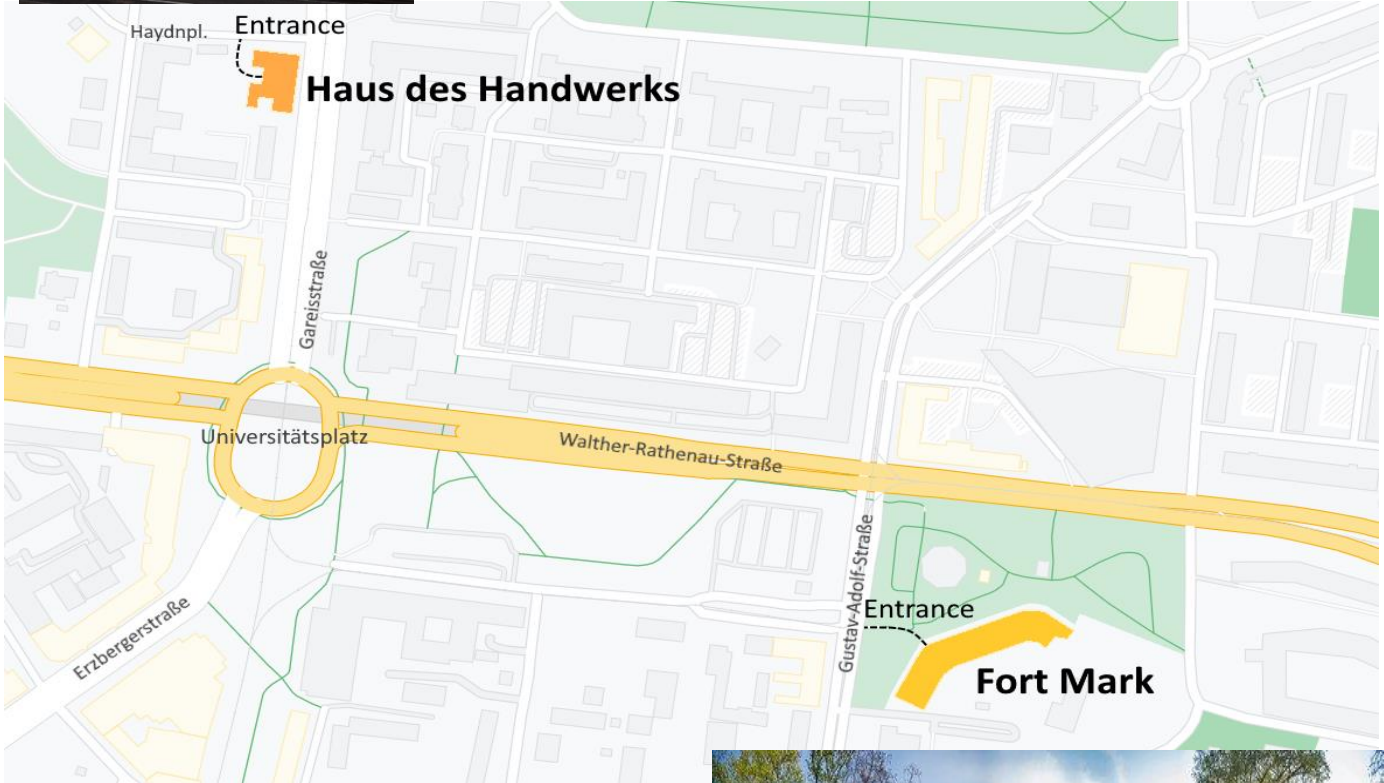 Haydnpl.
Entrance
Haus des Handwerks
Gareisstraße
Universitätsplatz
Walther-Rathenau-Straße
Gustav-Adolf-Straße
Entrance
Erzbergerstraße
Fort Mark